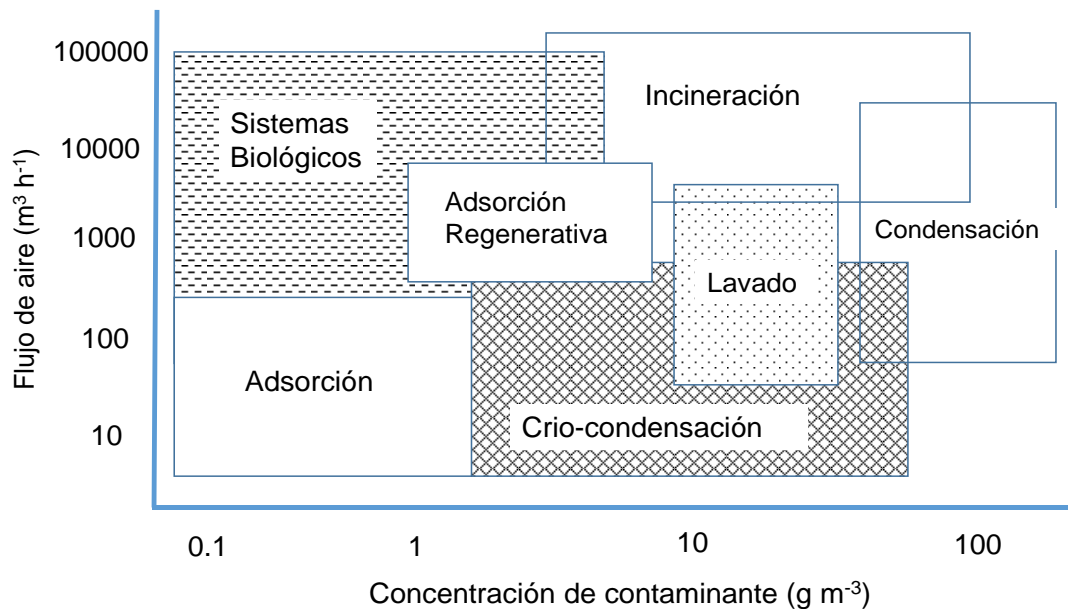 100000
10000
1000
100
10
Flujo de aire (m³ h⁻¹)
Sistemas
Biológicos
Incineración
Adsorción
Regenerativa
Condensación
Lavado
Adsorción
Crio-condensación
0.1
1
10
100
Concentración de contaminante (g m⁻³)